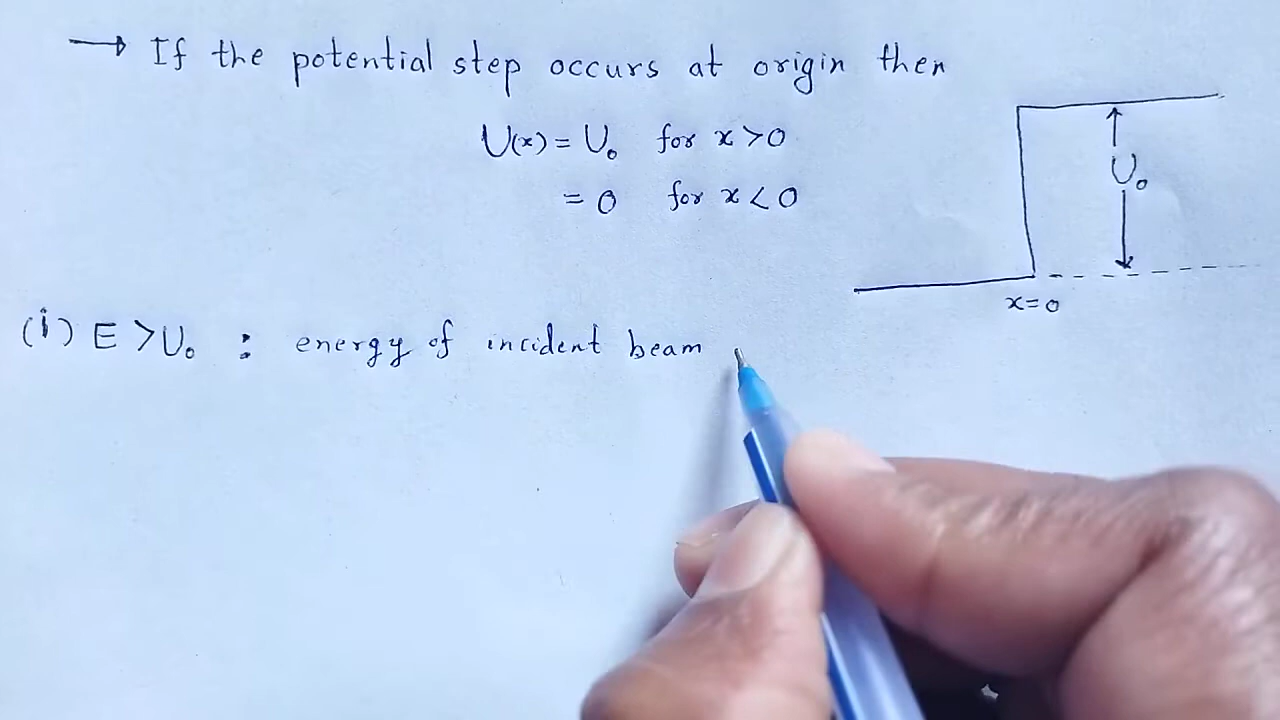 → If the potential step occurs at origin then
U(x) = U₀ for x > 0
= 0 for x < 0
U₀
x = 0
(i) E > U₀ : energy of incident beam